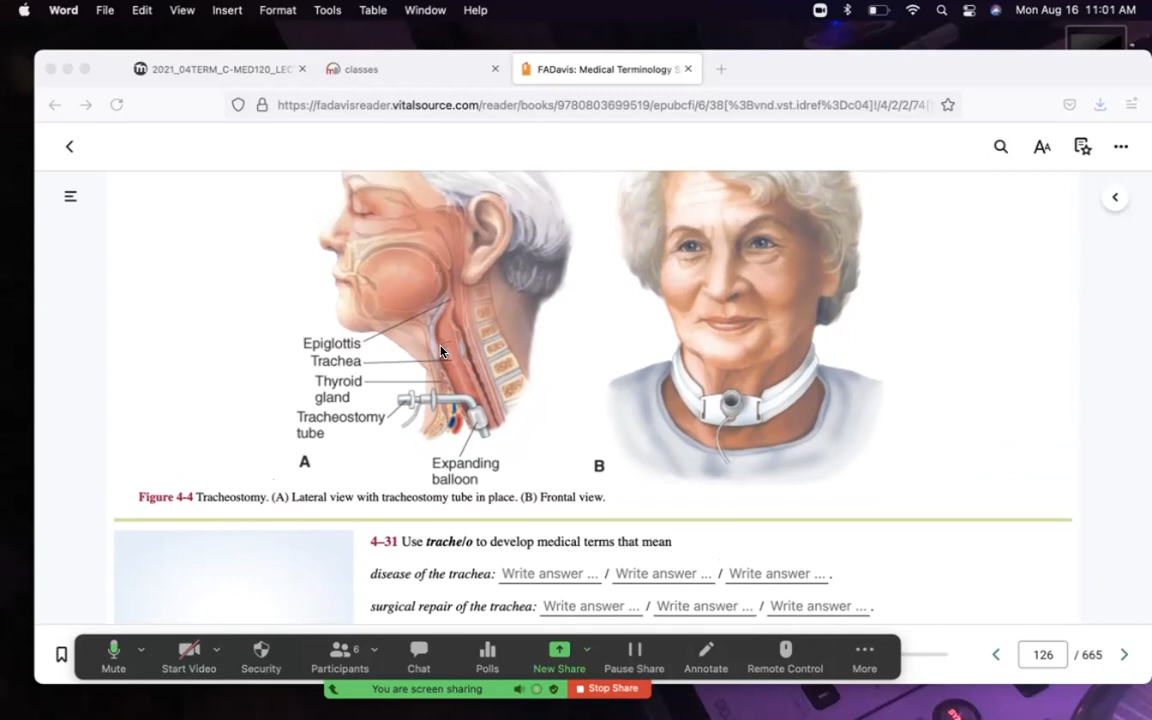 Word File Edit View Insert Format Tools Table Window Help Mon Aug 16 11:01 AM
2021_04TERM_C-MED120_LEC classes FADavis: Medical Terminology S
https://fadavisreader.vitalsource.com/reader/books/9780803699519/epubcfi/6/38[%3Bvnd.vst.idref%3Dc04]!/4/2/2/74[
AA
Epiglottis
Trachea
Thyroid
gland
Tracheostomy
tube
Expanding
balloon
A B
Figure 4-4 Tracheostomy. (A) Lateral view with tracheostomy tube in place. (B) Frontal view.
4–31 Use trache/o to develop medical terms that mean
disease of the trachea: Write answer ... / Write answer ... / Write answer ... .
surgical repair of the trachea: Write answer ... / Write answer ... / Write answer ... .
Mute Start Video Security Participants 6 Chat Polls New Share Pause Share Annotate Remote Control More
126 / 665
You are screen sharing Stop Share